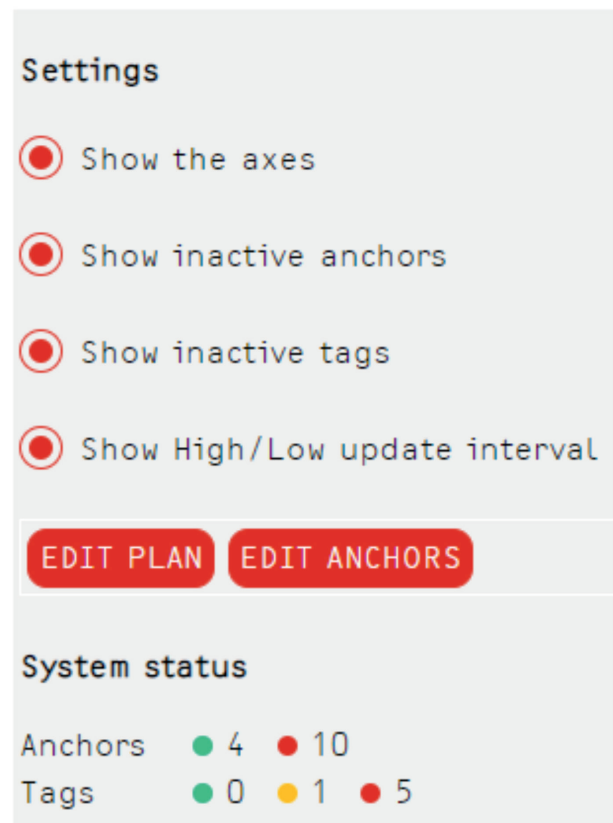 Settings
Show the axes
Show inactive anchors
Show inactive tags
Show High/Low update interval
EDIT PLAN EDIT ANCHORS
System status
Anchors 4 10
Tags 0 1 5